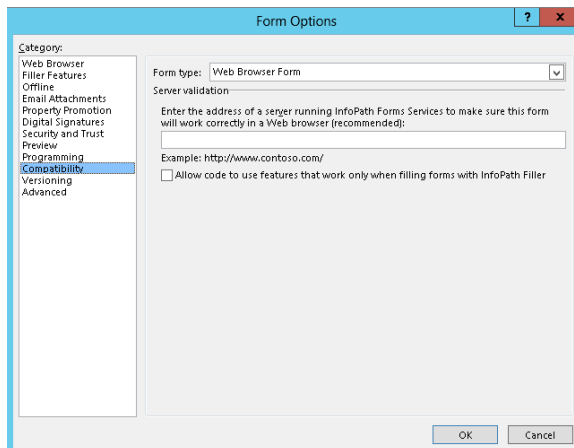 Form Options
?
x
Category:
Web Browser
Filler Features
Offline
Email Attachments
Property Promotion
Digital Signatures
Security and Trust
Preview
Programming
Compatibility
Versioning
Advanced
Form type: Web Browser Form
Server validation
Enter the address of a server running InfoPath Forms Services to make sure this form
will work correctly in a Web browser (recommended):
Example: http://www.contoso.com/
Allow code to use features that work only when filling forms with InfoPath Filler
OK Cancel